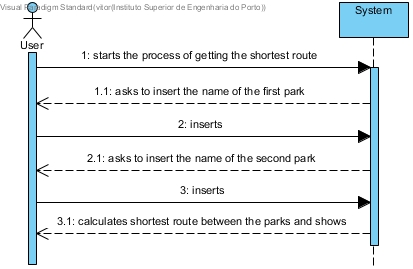 Visual Paradigm Standard(vitor(Instituto Superior de Engenharia do Porto))
System
User
1: starts the process of getting the shortest route
1.1: asks to insert the name of the first park
2: inserts
2.1: asks to insert the name of the second park
3: inserts
3.1: calculates shortest route between the parks and shows